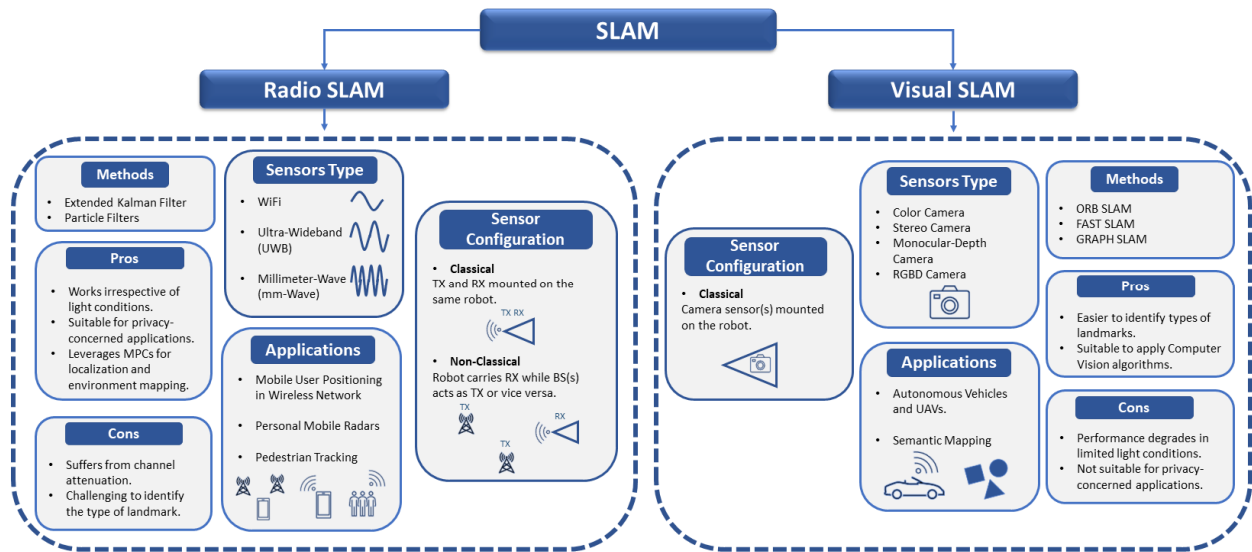 SLAM
Radio SLAM
Visual SLAM
Methods
• Extended Kalman Filter
• Particle Filters
Pros
• Works irrespective of
light conditions.
• Suitable for privacy-
concerned applications.
• Leverages MPCs for
localization and
environment mapping.
Cons
• Suffers from channel
attenuation.
• Challenging to identify
the type of landmark.
Sensors Type
• WiFi
• Ultra-Wideband
(UWB)
• Millimeter-Wave
(mm-Wave)
Applications
• Mobile User Positioning
in Wireless Network
• Personal Mobile Radars
• Pedestrian Tracking
Sensor
Configuration
• Classical
TX and RX mounted on the
same robot.
TX RX
• Non-Classical
Robot carries RX while BS(s)
acts as TX or vice versa.
TX
RX
TX
Sensor
Configuration
• Classical
Camera sensor(s) mounted
on the robot.
Sensors Type
• Color Camera
• Stereo Camera
• Monocular-Depth
Camera
• RGBD Camera
Applications
• Autonomous Vehicles
and UAVs.
• Semantic Mapping
Methods
• ORB SLAM
• FAST SLAM
• GRAPH SLAM
Pros
• Easier to identify types of
landmarks.
• Suitable to apply Computer
Vision algorithms.
Cons
• Performance degrades in
limited light conditions.
• Not suitable for privacy-
concerned applications.